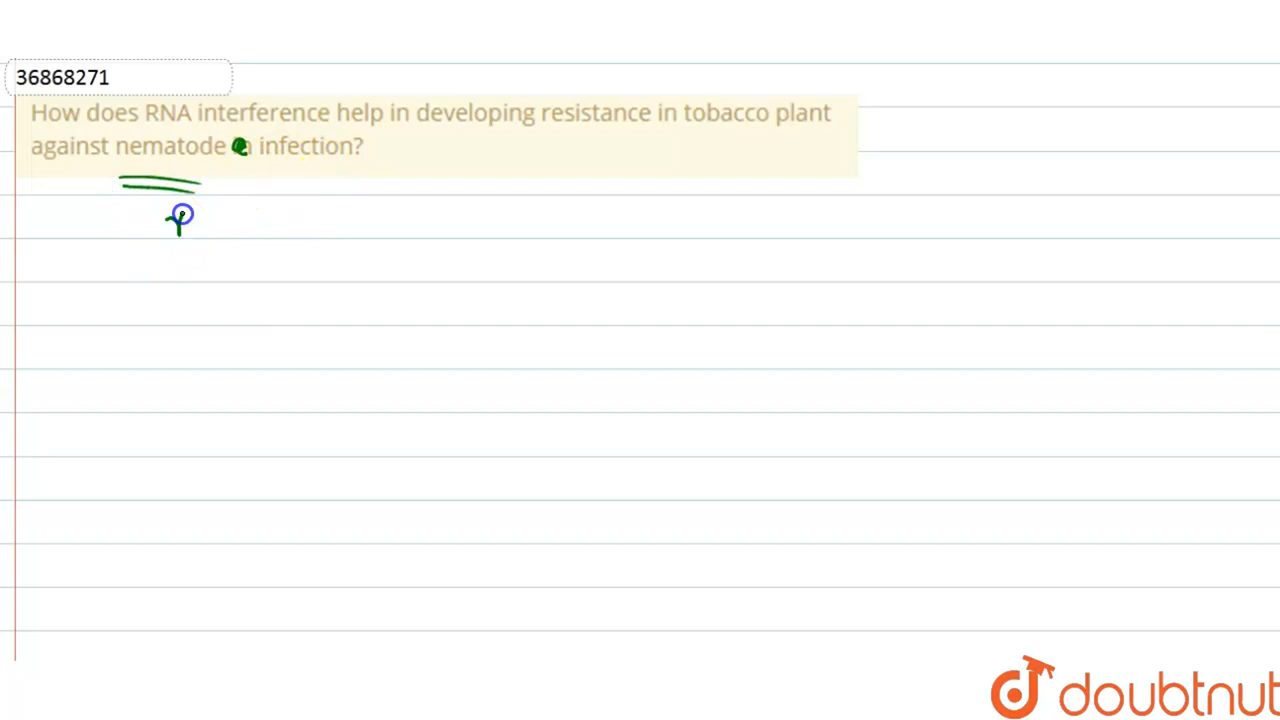 36868271
How does RNA interference help in developing resistance in tobacco plant
against nematode infection?
doubtnut